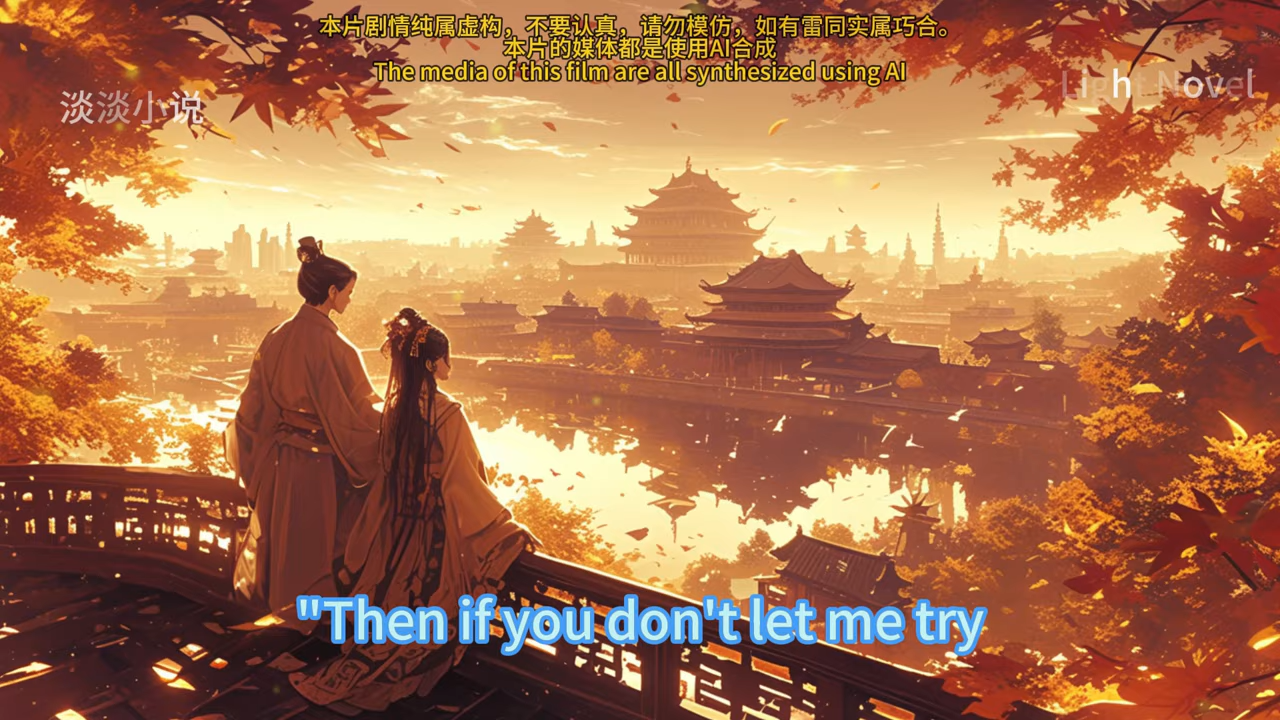 本片剧情纯属虚构，不要认真，请勿模仿，如有雷同实属巧合。
本片的媒体都是使用AI合成
The media of this film are all synthesized using AI
淡淡小说
Light Novel
"Then if you don't let me try